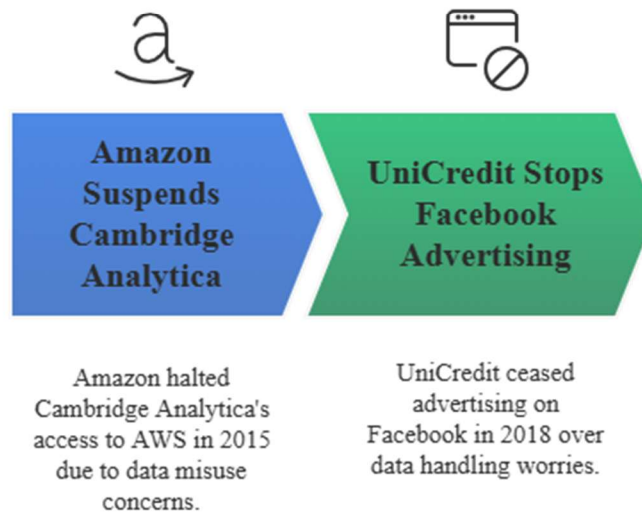 Amazon
Suspends
Cambridge
Analytica
UniCredit Stops
Facebook
Advertising
Amazon halted
Cambridge Analytica's
access to AWS in 2015
due to data misuse
concerns.
UniCredit ceased
advertising on
Facebook in 2018 over
data handling worries.